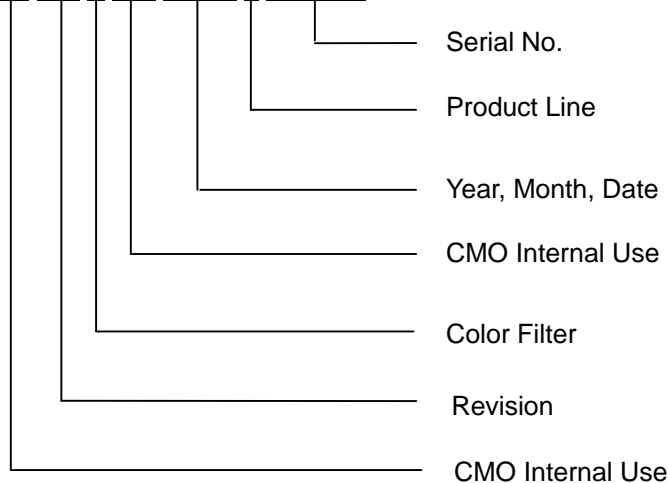 Serial No.
Product Line
Year, Month, Date
CMO Internal Use
Color Filter
Revision
CMO Internal Use